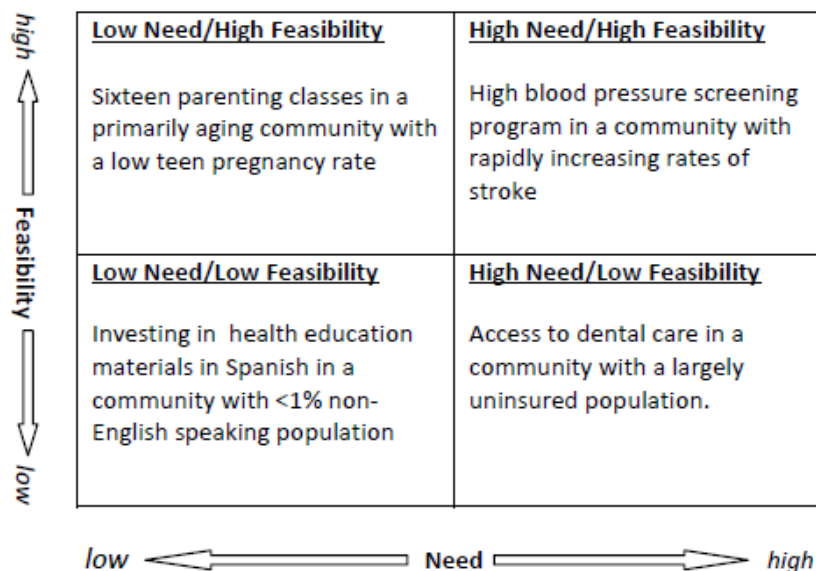 high
Feasibility
low
Low Need/High Feasibility
Sixteen parenting classes in a
primarily aging community with
a low teen pregnancy rate
High Need/High Feasibility
High blood pressure screening
program in a community with
rapidly increasing rates of
stroke
Low Need/Low Feasibility
Investing in health education
materials in Spanish in a
community with <1% non-
English speaking population
High Need/Low Feasibility
Access to dental care in a
community with a largely
uninsured population.
low Need high